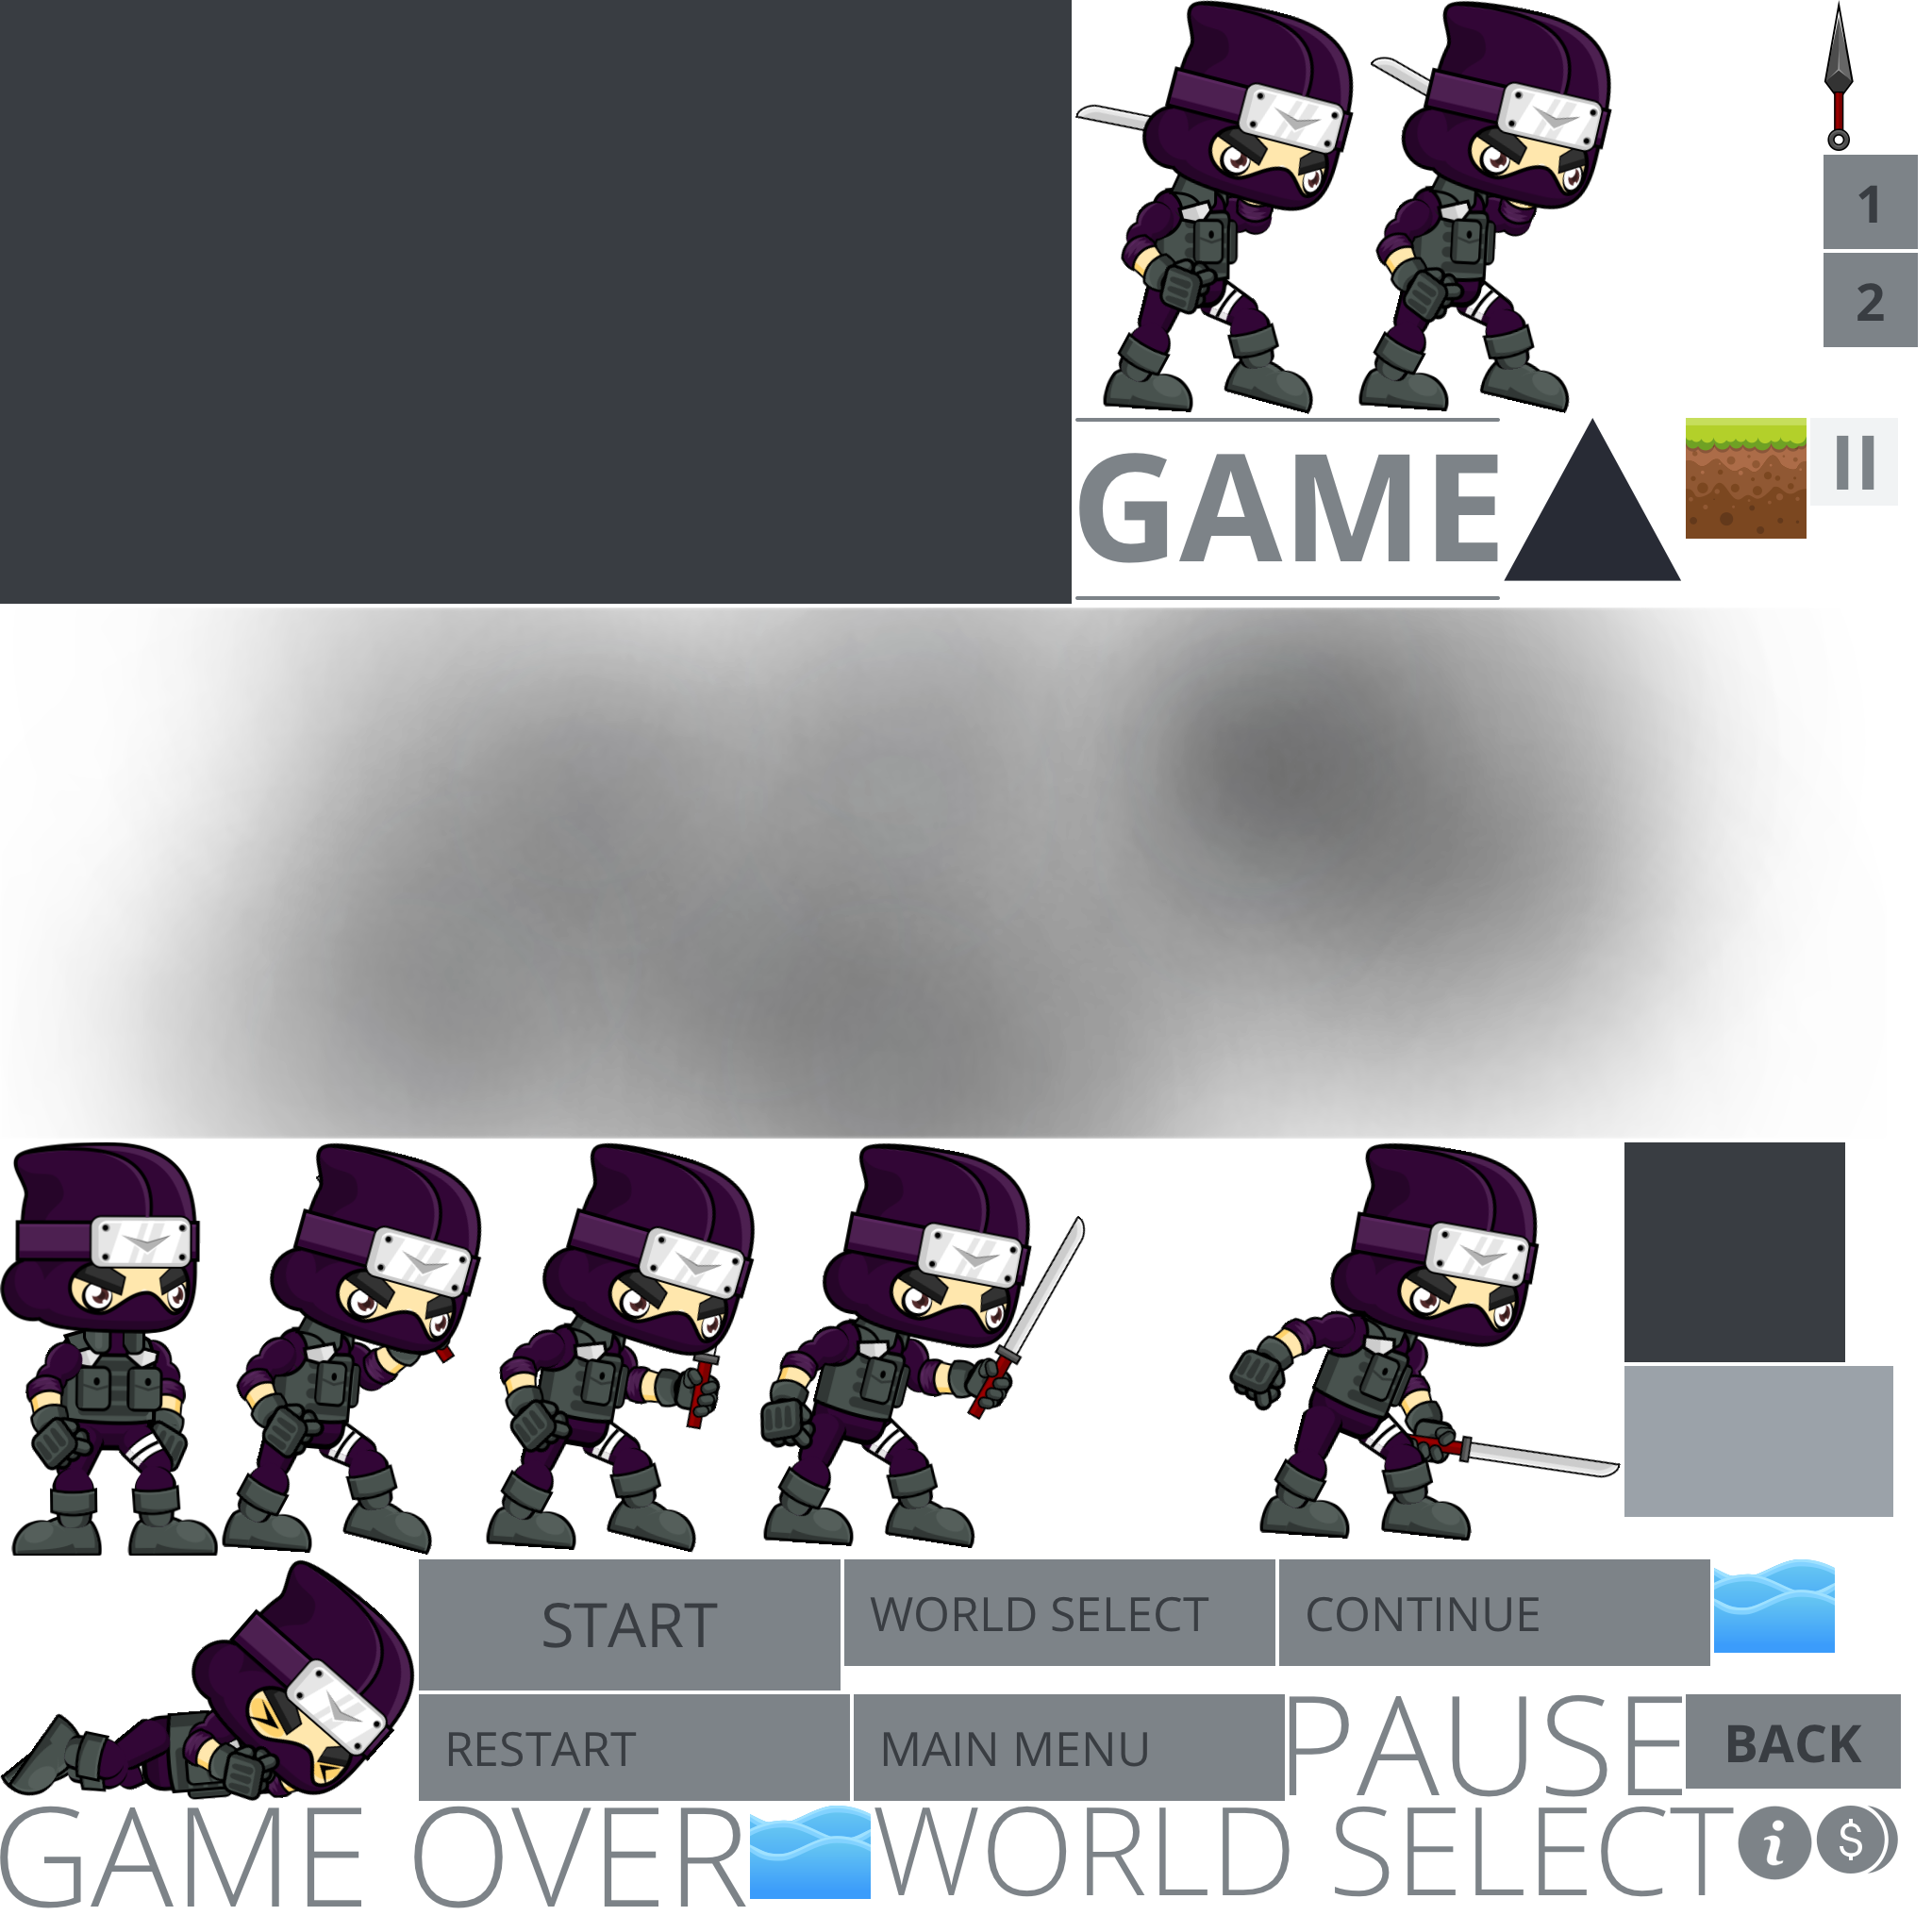 1
2
GAME
START
WORLD SELECT
CONTINUE
RESTART
MAIN MENU
PAUSE
BACK
GAME OVER
WORLD SELECT
i
$